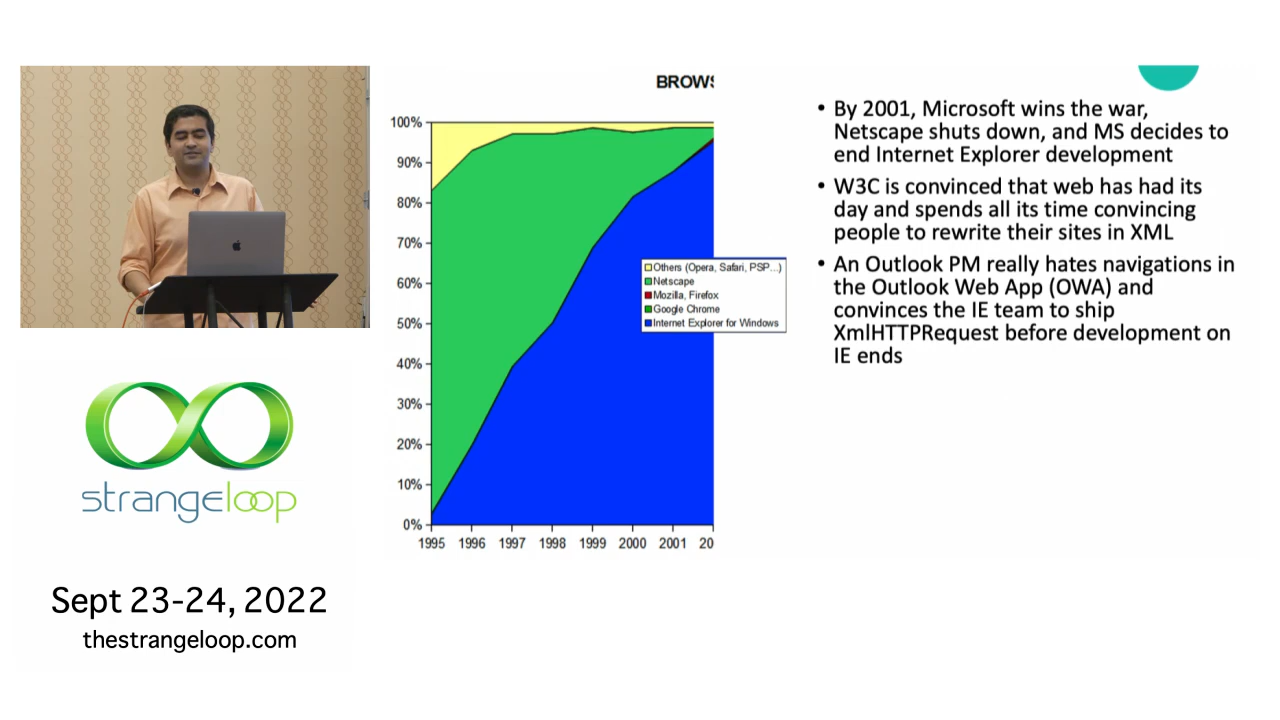 BROWS
100%
90%
80%
70%
60%
50%
40%
30%
20%
10%
0%
1995 1996 1997 1998 1999 2000 2001 20
Others (Opera, Safari, PSP...)
Netscape
Mozilla, Firefox
Google Chrome
Internet Explorer for Windows
• By 2001, Microsoft wins the war,
Netscape shuts down, and MS decides to
end Internet Explorer development
• W3C is convinced that web has had its
day and spends all its time convincing
people to rewrite their sites in XML
• An Outlook PM really hates navigations in
the Outlook Web App (OWA) and
convinces the IE team to ship
XmlHTTPRequest before development on
IE ends
strangeloop
Sept 23-24, 2022
thestrangeloop.com